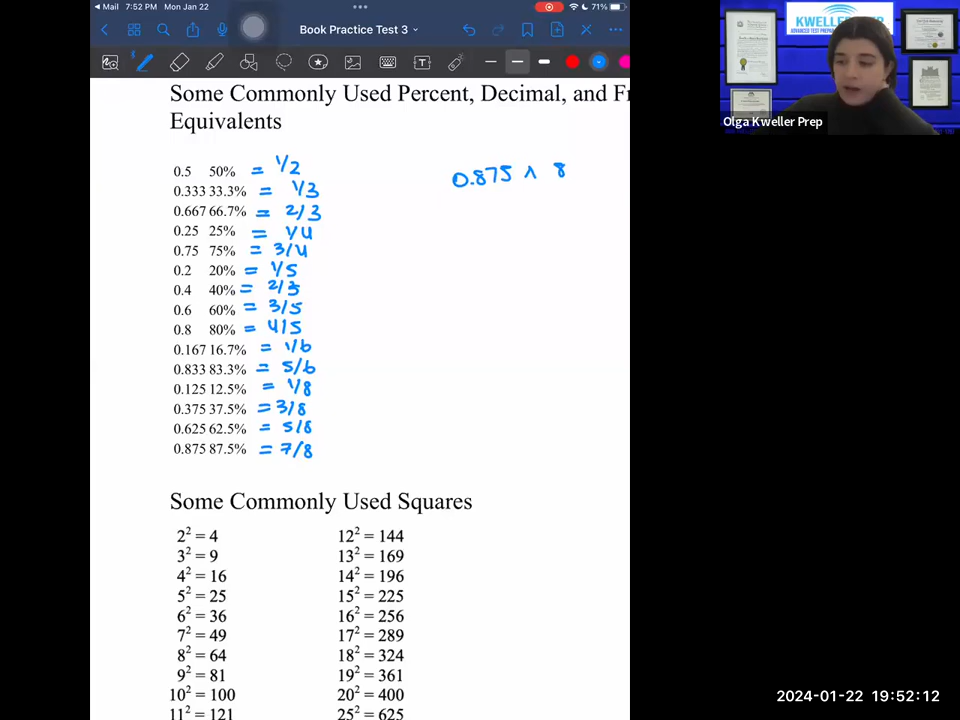 Mail 7:52 PM Mon Jan 22
71%
Book Practice Test 3
Some Commonly Used Percent, Decimal, and Fr
Equivalents
0.5 50% = 1/2
0.333 33.3% = 1/3
0.667 66.7% = 2/3
0.25 25% = 1/4
0.75 75% = 3/4
0.2 20% = 1/5
0.4 40% = 2/5
0.6 60% = 3/5
0.8 80% = 4/5
0.167 16.7% = 1/6
0.833 83.3% = 5/6
0.125 12.5% = 1/8
0.375 37.5% = 3/8
0.625 62.5% = 5/8
0.875 87.5% = 7/8
0.875 ^ 8
Some Commonly Used Squares
2² = 4
3² = 9
4² = 16
5² = 25
6² = 36
7² = 49
8² = 64
9² = 81
10² = 100
11² = 121
12² = 144
13² = 169
14² = 196
15² = 225
16² = 256
17² = 289
18² = 324
19² = 361
20² = 400
25² = 625
KWELLER
ADVANCED TEST
Olga Kweller Prep
2024-01-22 19:52:12